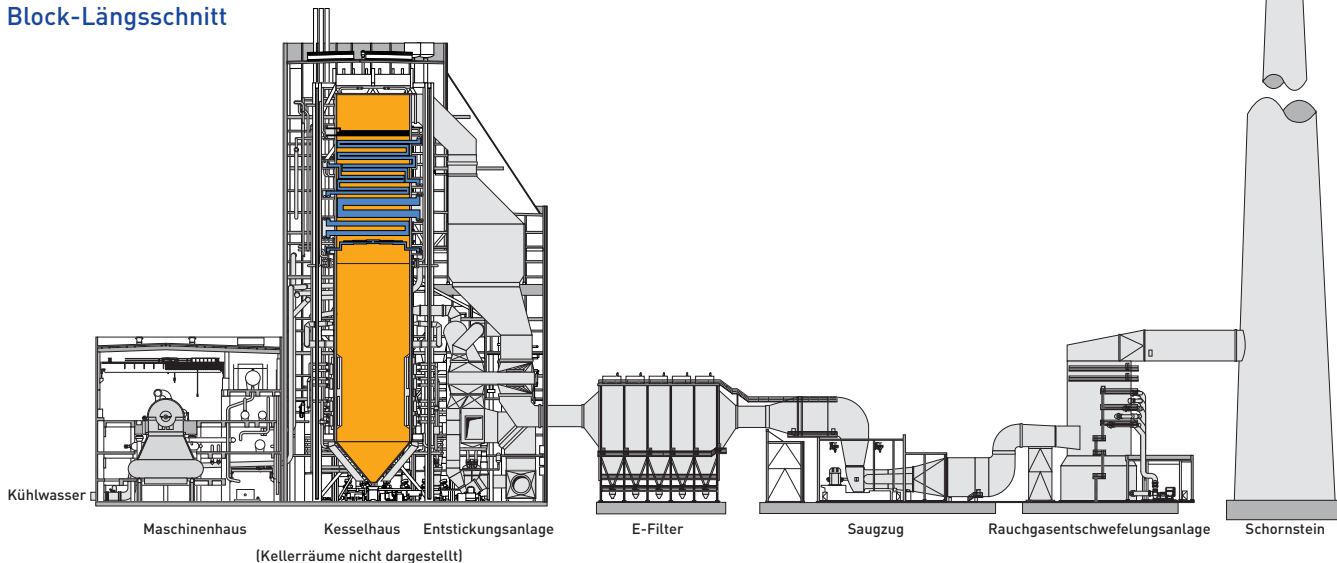 Block-Längsschnitt
Kühlwasser
Maschinenhaus
Kesselhaus
Entstickungsanlage
E-Filter
Saugzug
Rauchgasentschwefelungsanlage
Schornstein
(Kellerräume nicht dargestellt)